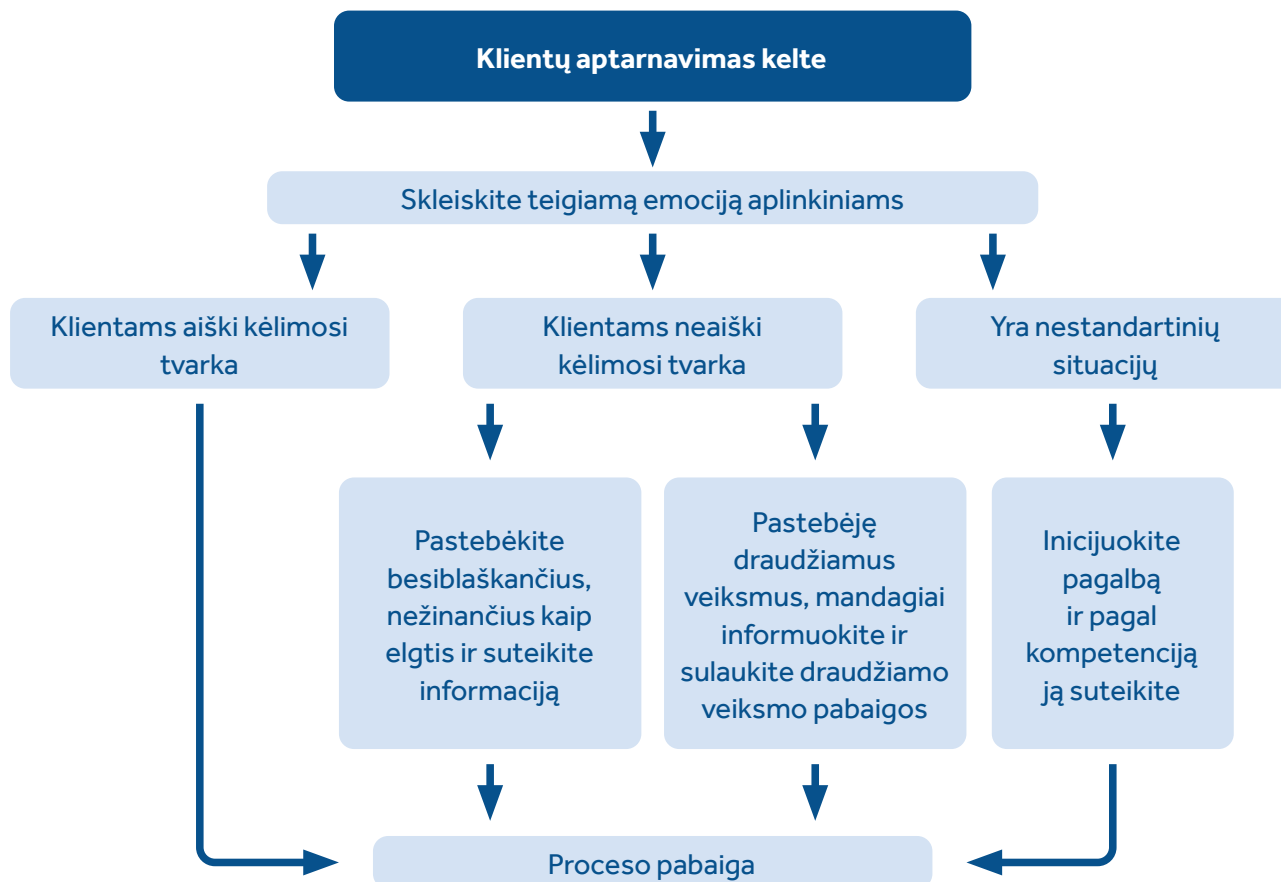 Klientų aptarnavimas kelte
Skleiskite teigiamą emociją aplinkiniams
Klientams aiški kėlimosi
tvarka
Klientams neaiški
kėlimosi tvarka
Yra nestandartinių
situacijų
Pastebėkite
besiblaškančius,
nežinančius kaip
elgtis ir suteikite
informaciją
Pastebėję
draudžiamus
veiksmus, mandagiai
informuokite ir
sulaukite draudžiamo
veiksmo pabaigos
Inicijuokite
pagalbą
ir pagal
kompetenciją
ją suteikite
Proceso pabaiga